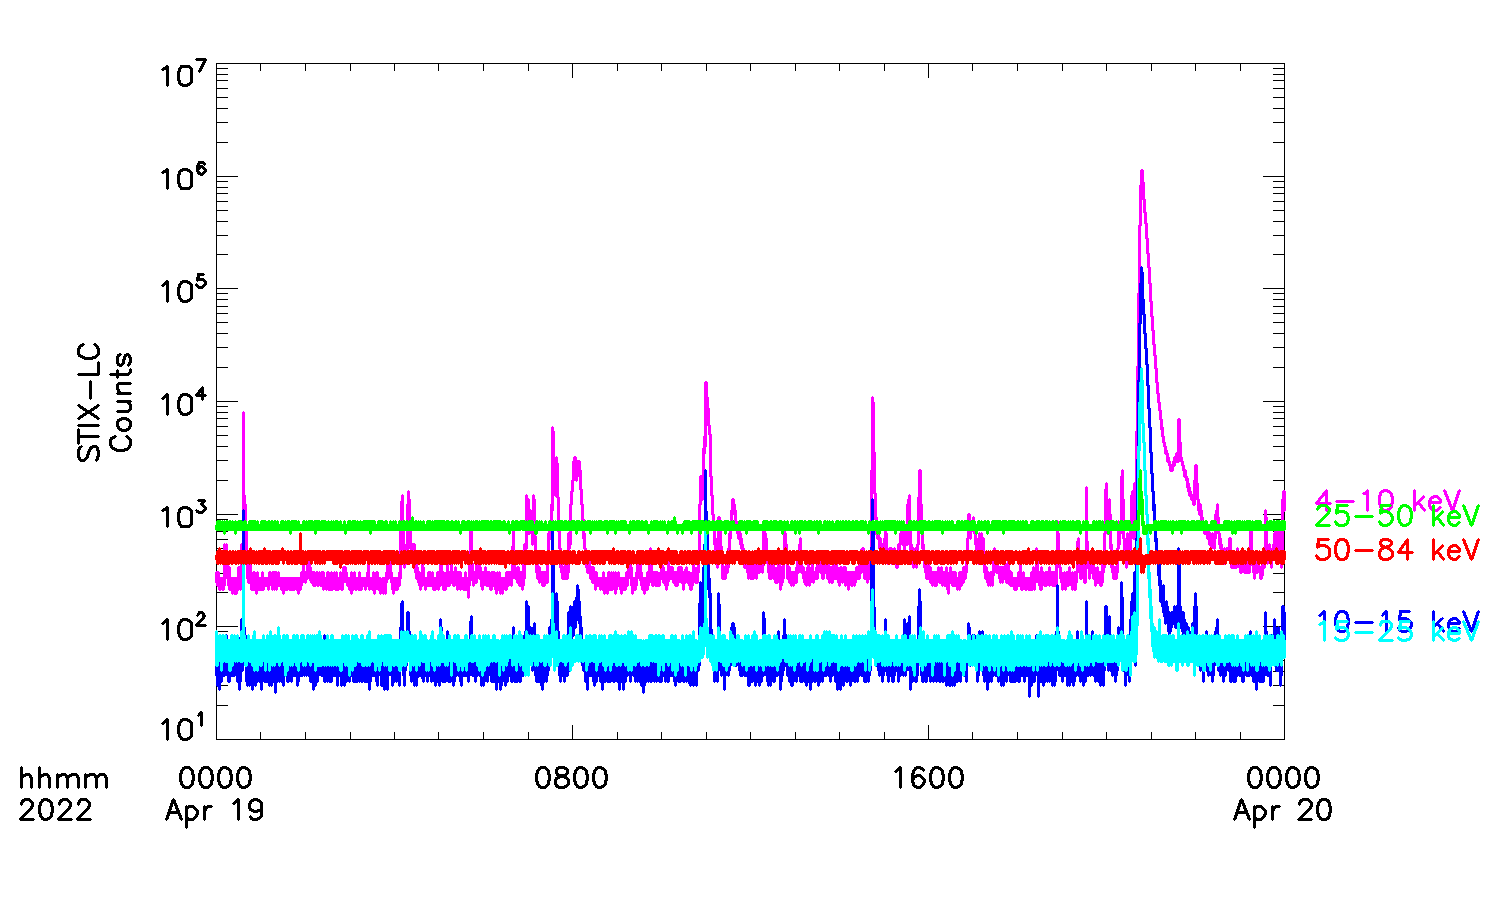 10⁷
10⁶
10⁵
10⁴
10³
10²
10¹
STIX-LC
Counts
4-10 keV
25-50 keV
50-84 keV
10-15 keV
15-25 keV
hhmm 0000 0800 1600 0000
2022 Apr 19 Apr 20